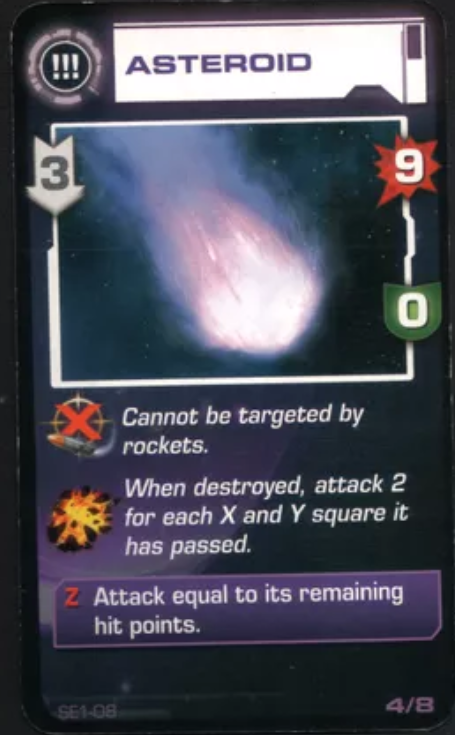 !!!
ASTEROID
3
9
0
Cannot be targeted by
rockets.
When destroyed, attack 2
for each X and Y square it
has passed.
Z Attack equal to its remaining
hit points.
SE1-08
4/8